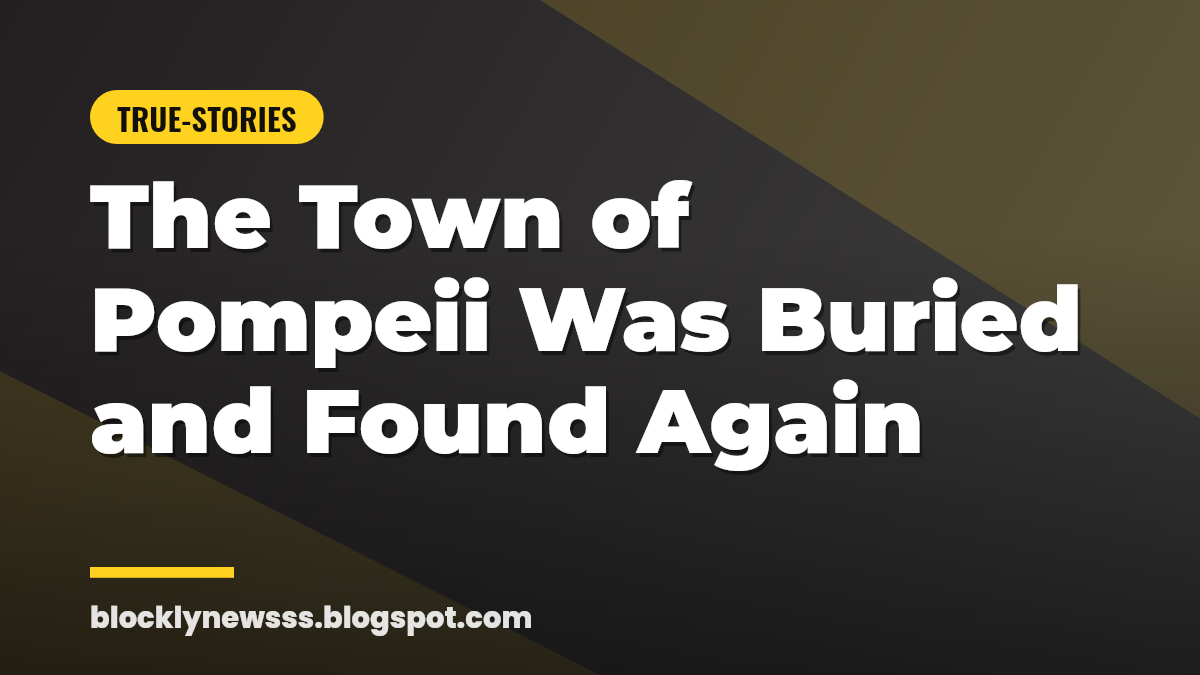 TRUE-STORIES
The Town of
Pompeii Was Buried
and Found Again
blocklynewsss.blogspot.com